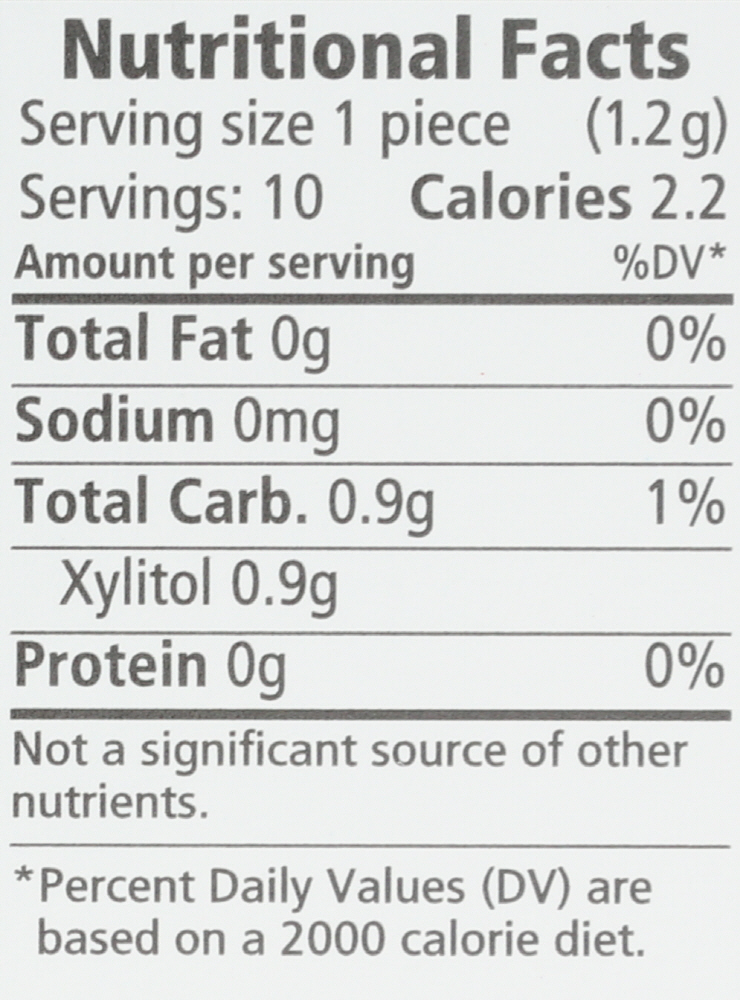 Nutritional Facts
Serving size 1 piece (1.2g)
Servings: 10 Calories 2.2
Amount per serving %DV*
Total Fat 0g 0%
Sodium 0mg 0%
Total Carb. 0.9g 1%
Xylitol 0.9g
Protein 0g 0%
Not a significant source of other
nutrients.
*Percent Daily Values (DV) are
based on a 2000 calorie diet.